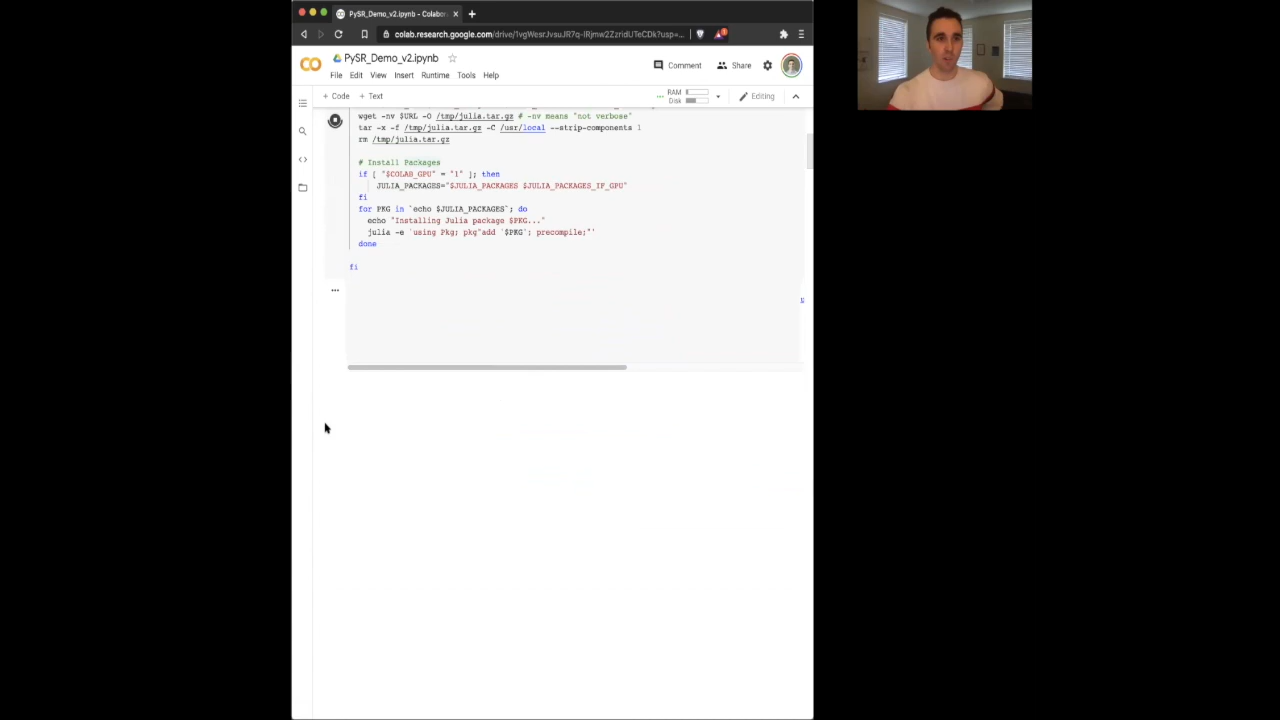 PySR_Demo_v2.ipynb - Colabor
colab.research.google.com/drive/1vgWesrJvsuJR7q-IRjmw2ZzridUTeCDk?usp=...
PySR_Demo_v2.ipynb
File Edit View Insert Runtime Tools Help
Comment
Share
+ Code + Text
RAM
Disk
Editing
wget -nv $URL -O /tmp/julia.tar.gz # -nv means "not verbose"
tar -x -f /tmp/julia.tar.gz -C /usr/local --strip-components 1
rm /tmp/julia.tar.gz
# Install Packages
if [ "$COLAB_GPU" = "1" ]; then
JULIA_PACKAGES="$JULIA_PACKAGES $JULIA_PACKAGES_IF_GPU"
fi
for PKG in `echo $JULIA_PACKAGES`; do
echo "Installing Julia package $PKG..."
julia -e 'using Pkg; pkg"add '$PKG'; precompile;"'
done
fi